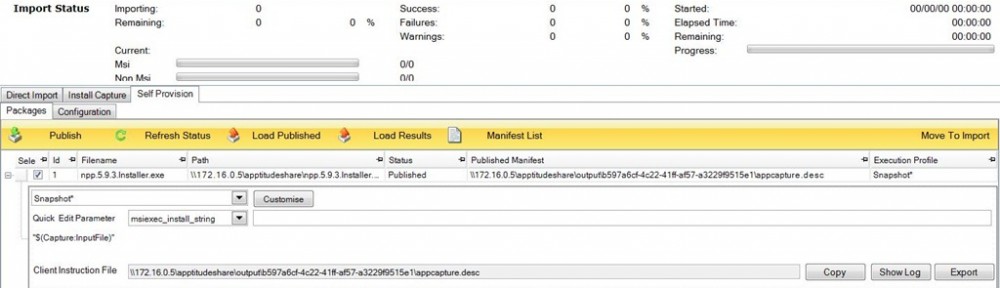 Import Status Importing: 0 Success: 0 0 % Started: 00/00/00 00:00:00
Remaining: 0 0 % Failures: 0 0 % Elapsed Time: 00:00:00
Warnings: 0 0 % Remaining: 00:00:00
Current: Progress:
Msi 0/0
Non Msi 0/0
Direct Import Install Capture Self Provision
Packages Configuration
Publish Refresh Status Load Published Load Results Manifest List Move To Import
Sele Id Filename Path Status Published Manifest Execution Profile
1 npp.5.9.3.Installer.exe \\172.16.0.5\apptitudeshare\npp.5.9.3.Installer... Published \\172.16.0.5\apptitudeshare\output\b597a6cf-4c22-41ff-af57-a3229f9515e1\appcapture.desc Snapshot*
Snapshot* Customise
Quick Edit Parameter msiexec_install_string
"$(Capture:InputFile)"
Client Instruction File \\172.16.0.5\apptitudeshare\output\b597a6cf-4c22-41ff-af57-a3229f9515e1\appcapture.desc Copy Show Log Export